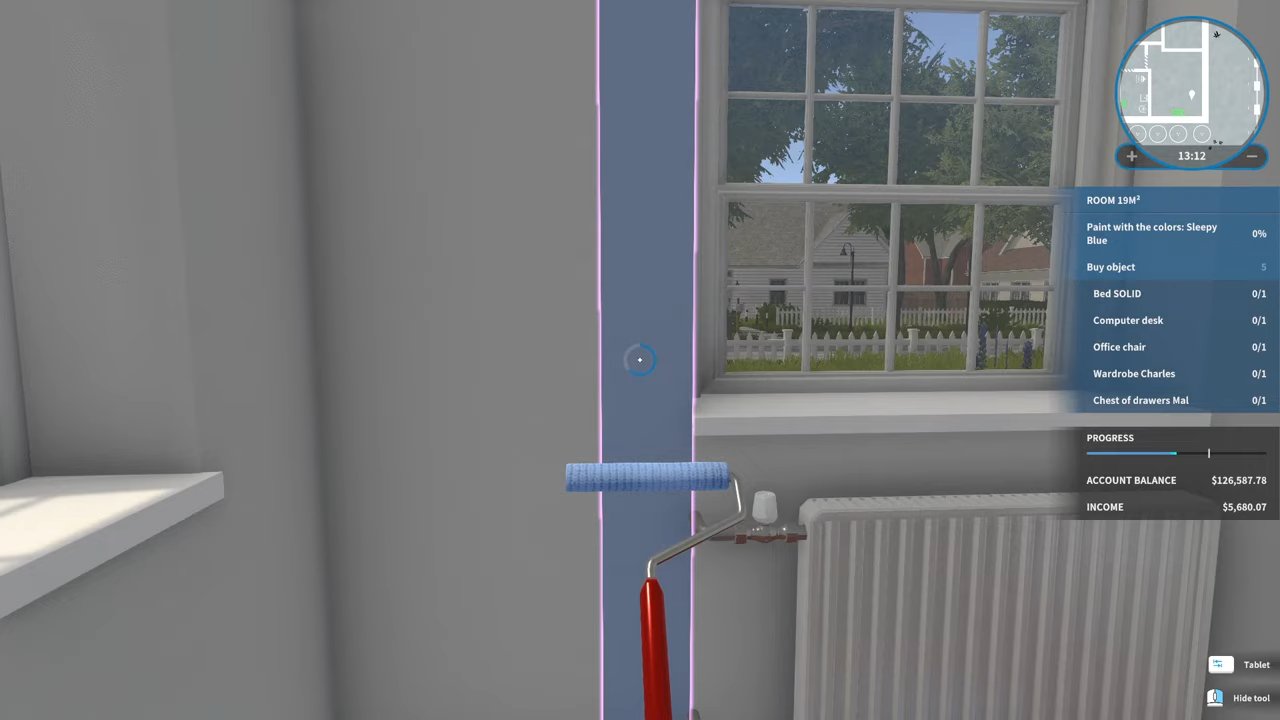 13:12
ROOM 19M²
Paint with the colors: Sleepy
Blue
0%
Buy object 5
Bed SOLID 0/1
Computer desk 0/1
Office chair 0/1
Wardrobe Charles 0/1
Chest of drawers Mal 0/1
PROGRESS
ACCOUNT BALANCE $126,587.78
INCOME $5,680.07
Tablet
Hide tool